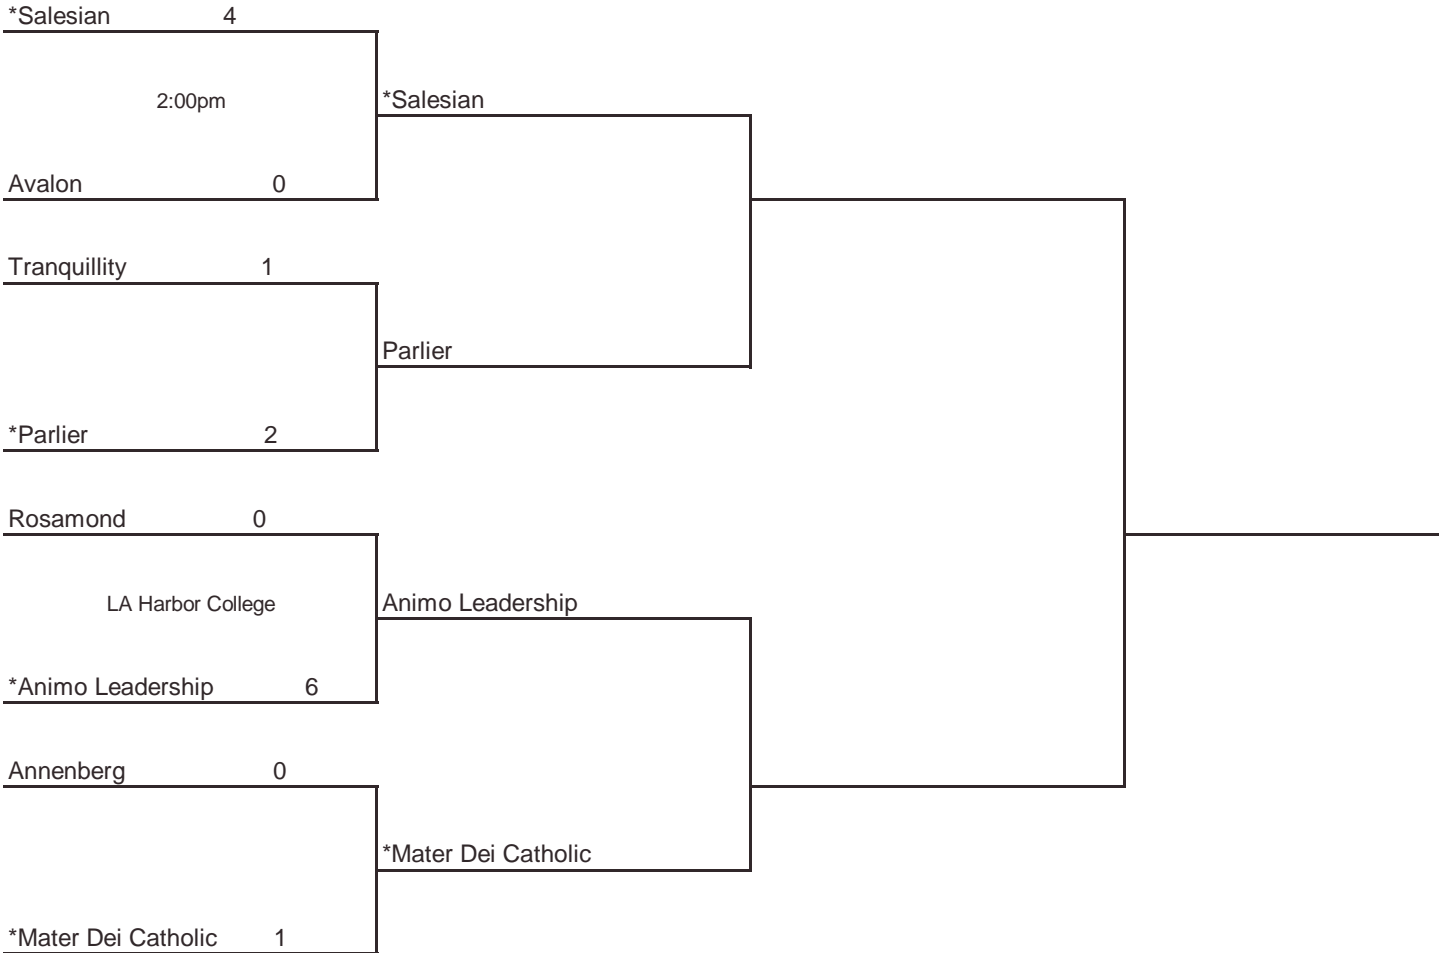 *Salesian 4
2:00pm
*Salesian
Avalon 0
Tranquillity 1
Parlier
*Parlier 2
Rosamond 0
LA Harbor College
Animo Leadership
*Animo Leadership 6
Annenberg 0
*Mater Dei Catholic
*Mater Dei Catholic 1